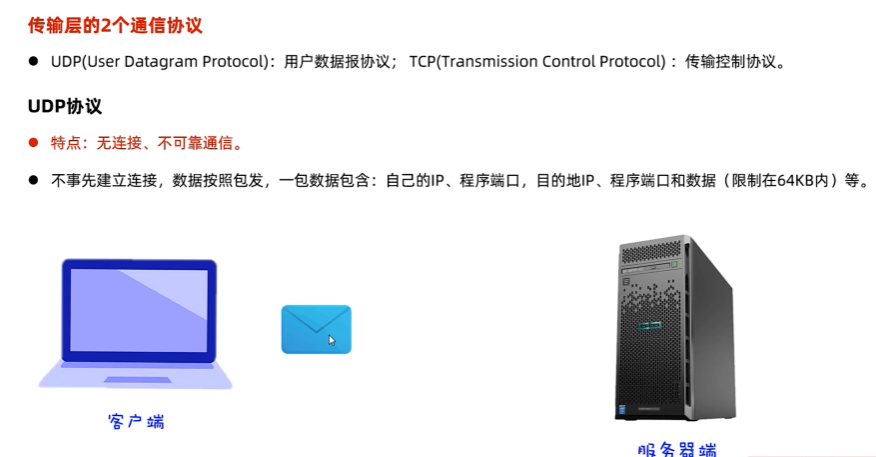 传输层的2个通信协议
● UDP(User Datagram Protocol)：用户数据报协议； TCP(Transmission Control Protocol) ：传输控制协议。
UDP协议
● 特点：无连接、不可靠通信。
● 不事先建立连接，数据按照包发，一包数据包含：自己的IP、程序端口，目的地IP、程序端口和数据（限制在64KB内）等。
客户端
服务器端